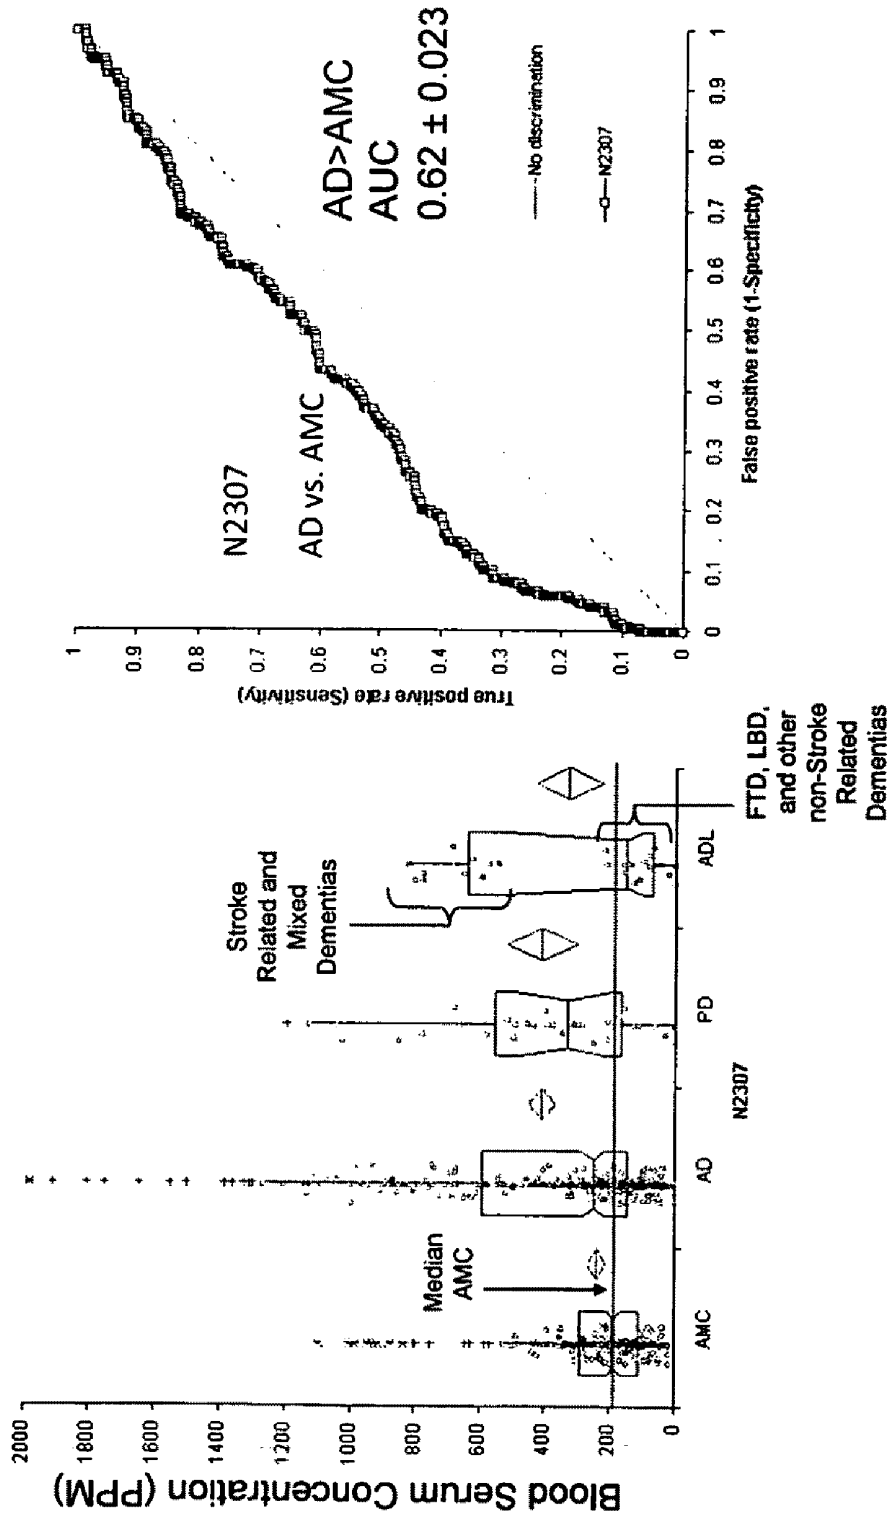 Blood Serum Concentration (PPM)
2000
1800
1600
1400
1200
1000
800
600
400
200
0
Median
AMC
Stroke
Related and
Mixed
Dementias
AMC
AD
PD
ADL
N2307
FTD, LBD,
and other
non-Stroke
Related
Dementias
True positive rate (Sensitivity)
1
0.9
0.8
0.7
0.6
0.5
0.4
0.3
0.2
0.1
0
N2307
AD vs. AMC
AD>AMC
AUC
0.62 ± 0.023
No discrimination
N2307
0
0.1
0.2
0.3
0.4
0.5
0.6
0.7
0.8
0.9
1
False positive rate (1-Specificity)